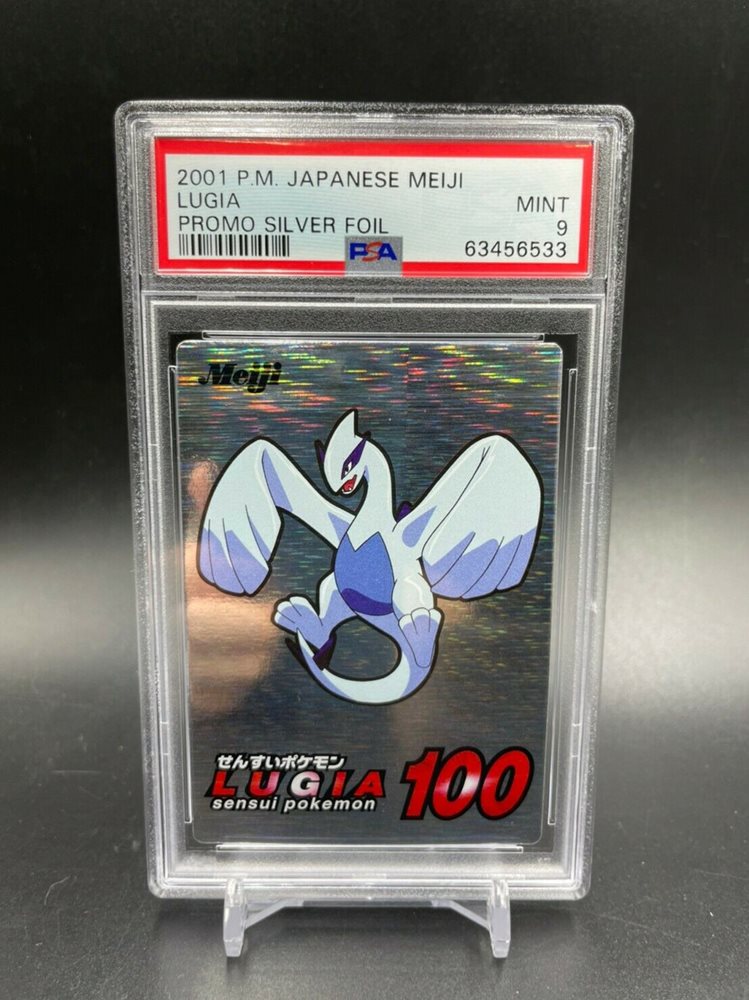 2001 P.M. JAPANESE MEIJI
LUGIA MINT
PROMO SILVER FOIL 9
PSA 63456533
Meiji
せんすいポケモン
LUGIA 100
sensui pokemon